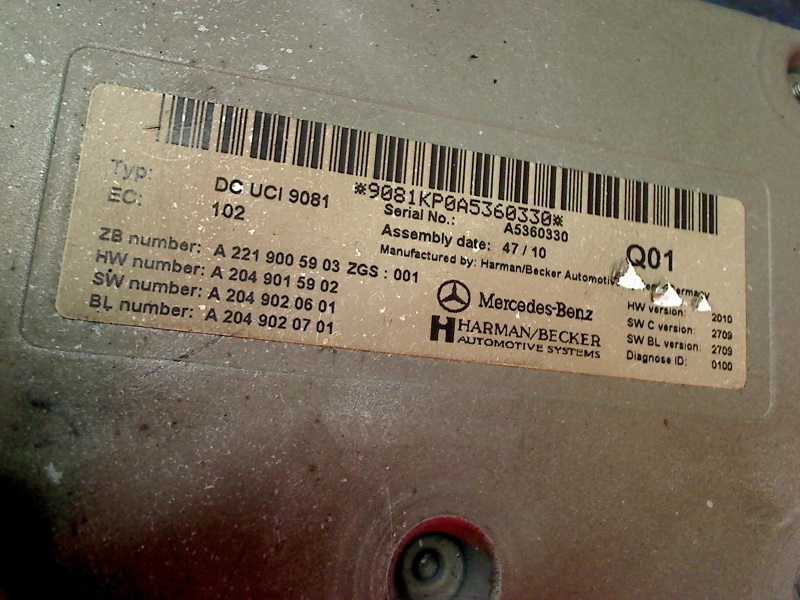 *9081KP0A5360330*
Typ: DC UCI 9081
EC: 102
Serial No.: A5360330
Assembly date: 47/10
Manufactured by: Harman/Becker Automotive Germany
Q01
ZB number: A 221 900 59 03 ZGS : 001
HW number: A 204 901 59 02
SW number: A 204 902 06 01
BL number: A 204 902 07 01
Mercedes-Benz
HARMAN/BECKER
AUTOMOTIVE SYSTEMS
HW version: 2010
SW C version: 2709
SW BL version: 2709
Diagnose ID: 0100